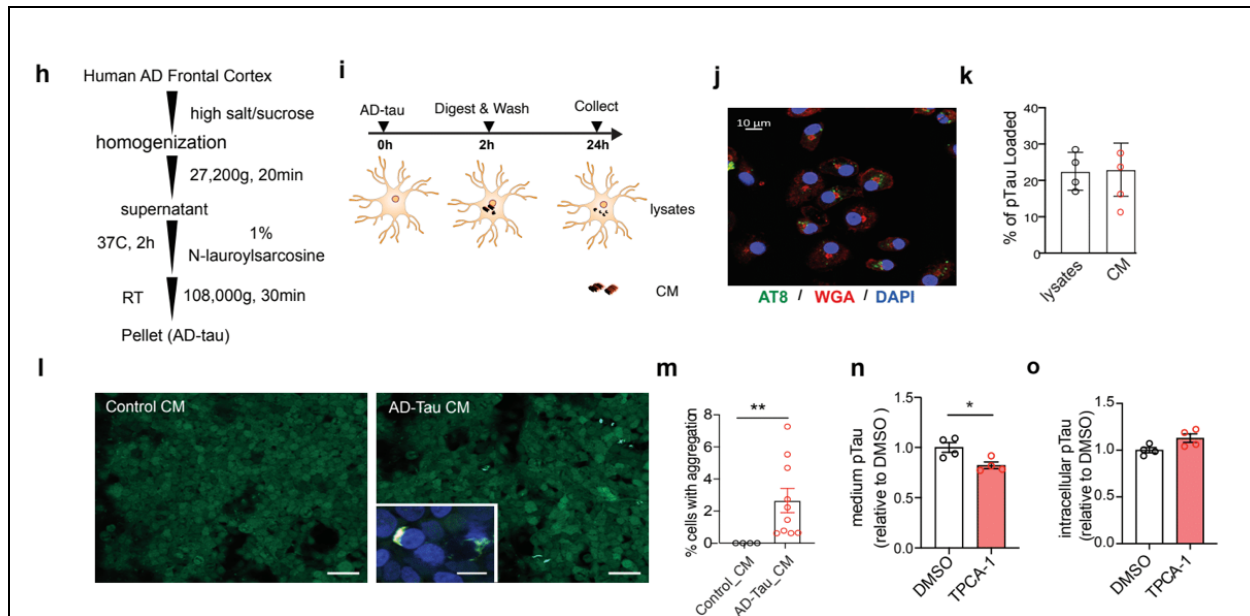 h
Human AD Frontal Cortex
high salt/sucrose
homogenization
27,200g, 20min
supernatant
37C, 2h
1%
N-lauroylsarcosine
RT
108,000g, 30min
Pellet (AD-tau)
i
AD-tau
Digest & Wash
Collect
0h
2h
24h
lysates
CM
j
10 µm
AT8 / WGA / DAPI
k
% of pTau Loaded
40
30
20
10
0
lysates
CM
l
Control CM
AD-Tau CM
m
% cells with aggregation
8
6
4
2
0
**
Control_CM
AD-Tau_CM
n
medium pTau
(relative to DMSO )
1.5
1.0
0.5
0.0
*
DMSO
TPCA-1
o
intracellular pTau
(relative to DMSO)
1.5
1.0
0.5
0.0
DMSO
TPCA-1